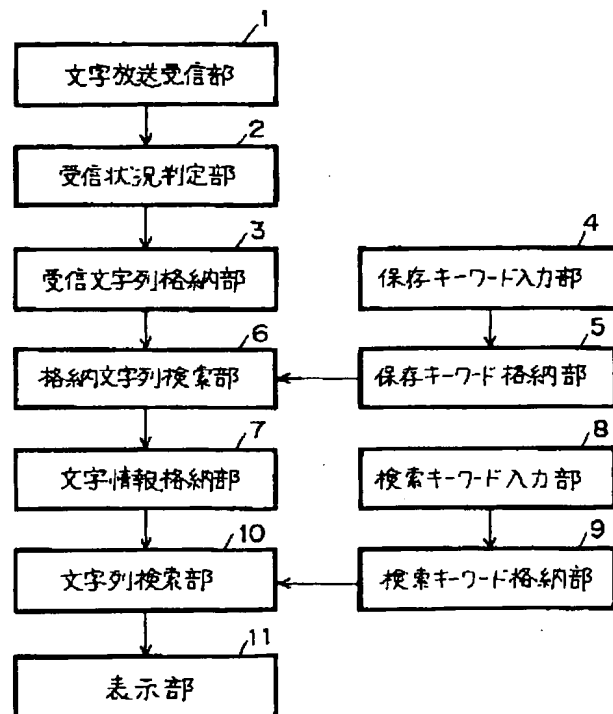 1
文字放送受信部
2
受信状況判定部
3
受信文字列格納部
4
保存キーワード入力部
5
保存キーワード格納部
6
格納文字列検索部
7
文字情報格納部
8
検索キーワード入力部
9
検索キーワード格納部
10
文字列検索部
11
表示部